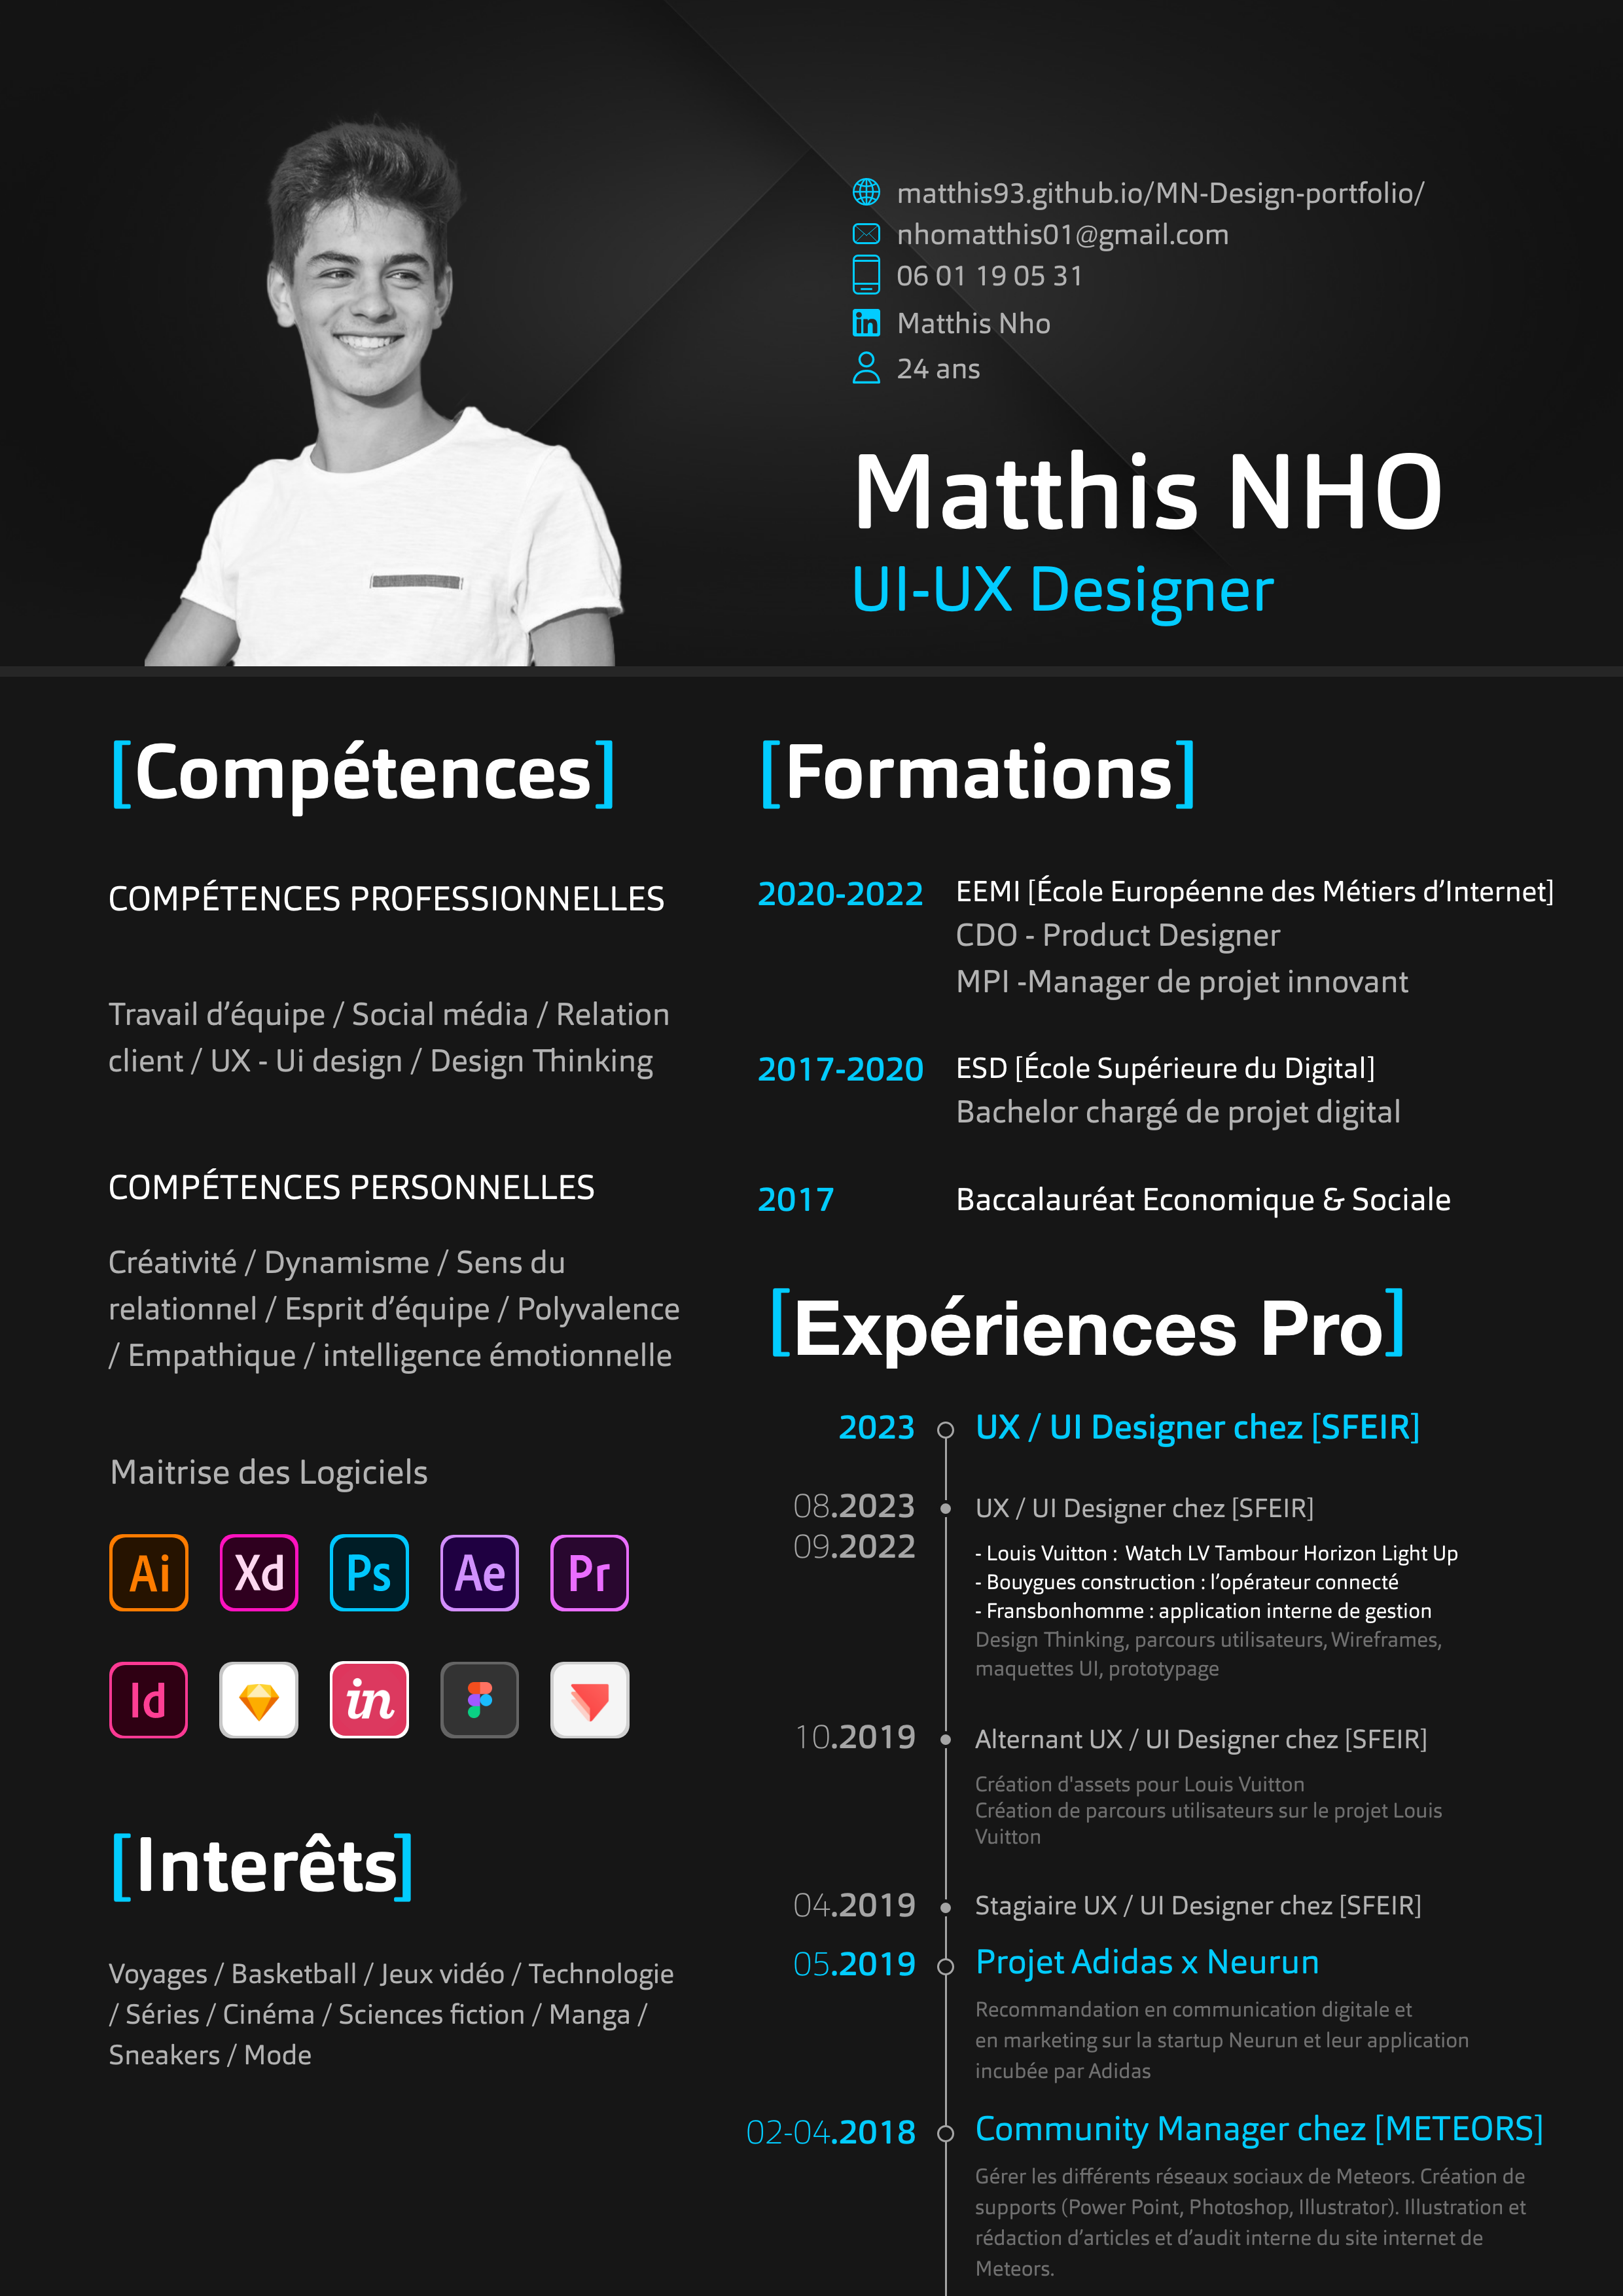 matthis93.github.io/MN-Design-portfolio/
nhomatthis01@gmail.com
06 01 19 05 31
in Matthis Nho
24 ans
Matthis NHO
UI-UX Designer
[Compétences]
COMPÉTENCES PROFESSIONNELLES
Travail d’équipe / Social média / Relation
client / UX - Ui design / Design Thinking
COMPÉTENCES PERSONNELLES
Créativité / Dynamisme / Sens du
relationnel / Esprit d’équipe / Polyvalence
/ Empathique / intelligence émotionnelle
Maitrise des Logiciels
Ai Xd Ps Ae Pr
Id in
[Interêts]
Voyages / Basketball / Jeux vidéo / Technologie
/ Séries / Cinéma / Sciences fiction / Manga /
Sneakers / Mode
[Formations]
2020-2022 EEMI [École Européenne des Métiers d’Internet]
CDO - Product Designer
MPI -Manager de projet innovant
2017-2020 ESD [École Supérieure du Digital]
Bachelor chargé de projet digital
2017 Baccalauréat Economique & Sociale
[Expériences Pro]
2023 UX / UI Designer chez [SFEIR]
08.2023 UX / UI Designer chez [SFEIR]
09.2022
- Louis Vuitton : Watch LV Tambour Horizon Light Up
- Bouygues construction : l’opérateur connecté
- Fransbonhomme : application interne de gestion
Design Thinking, parcours utilisateurs, Wireframes,
maquettes UI, prototypage
10.2019 Alternant UX / UI Designer chez [SFEIR]
Création d'assets pour Louis Vuitton
Création de parcours utilisateurs sur le projet Louis
Vuitton
04.2019 Stagiaire UX / UI Designer chez [SFEIR]
05.2019 Projet Adidas x Neurun
Recommandation en communication digitale et
en marketing sur la startup Neurun et leur application
incubée par Adidas
02-04.2018 Community Manager chez [METEORS]
Gérer les différents réseaux sociaux de Meteors. Création de
supports (Power Point, Photoshop, Illustrator). Illustration et
rédaction d’articles et d’audit interne du site internet de
Meteors.